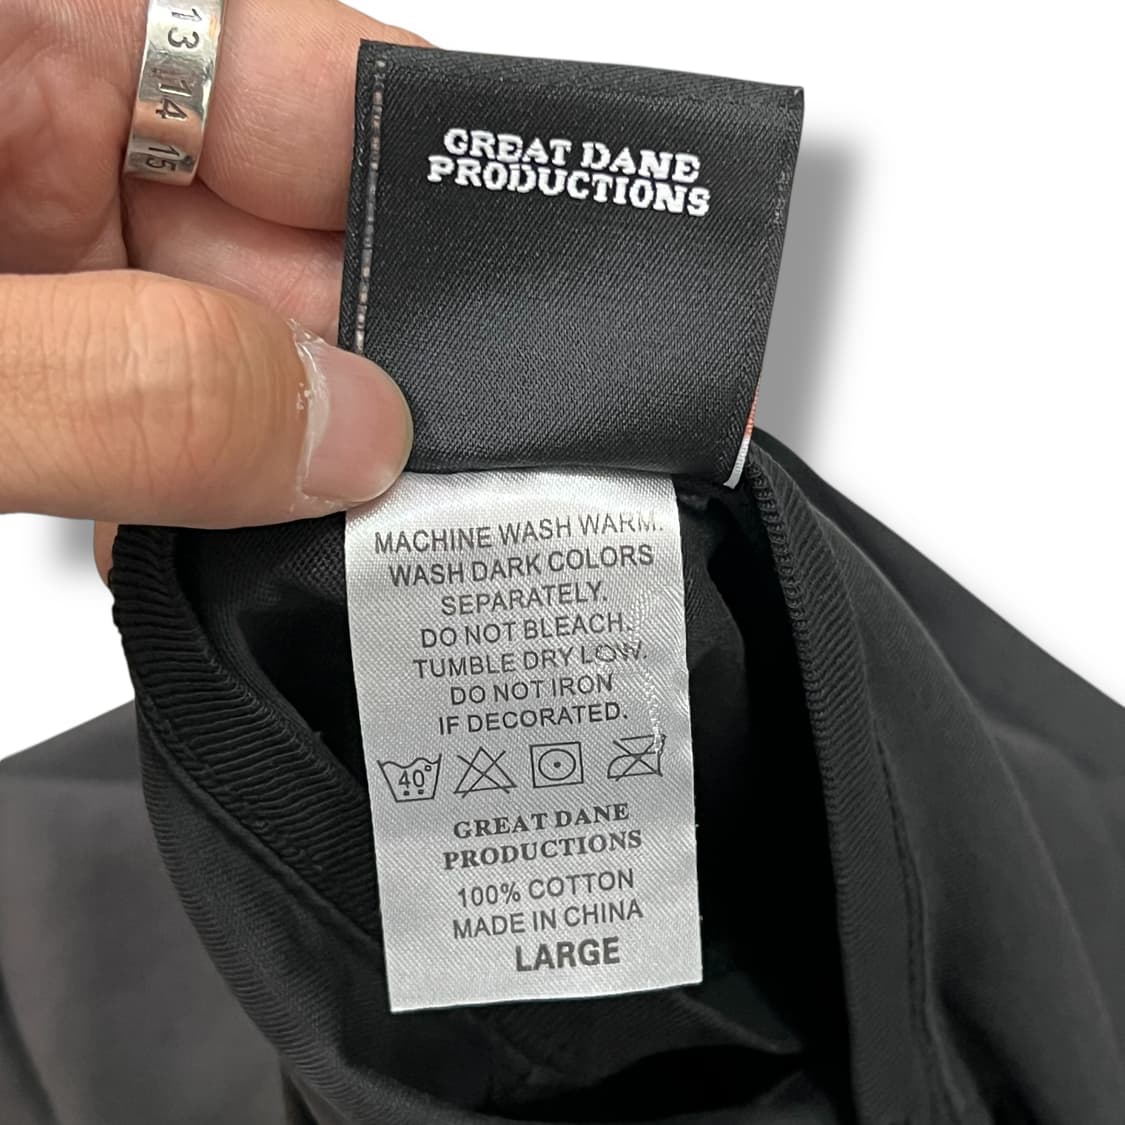 13 14 15
GREAT DANE
PRODUCTIONS
MACHINE WASH WARM.
WASH DARK COLORS
SEPARATELY.
DO NOT BLEACH.
TUMBLE DRY LOW.
DO NOT IRON
IF DECORATED.
40°
GREAT DANE
PRODUCTIONS
100% COTTON
MADE IN CHINA
LARGE